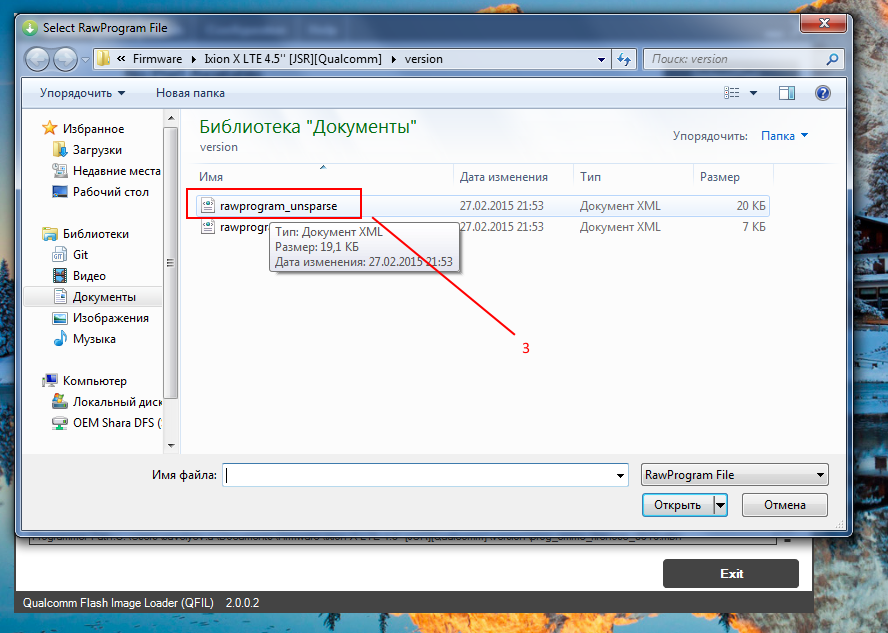 Select RawProgram File
« Firmware ▸ Ixion X LTE 4.5" [JSR][Qualcomm] ▸ version
Поиск: version
Упорядочить
Новая папка
Избранное
Загрузки
Недавние места
Рабочий стол
Библиотеки
Git
Видео
Документы
Изображения
Музыка
Компьютер
Локальный диск
OEM Shara DFS (
Библиотека "Документы"
version
Упорядочить: Папка
Имя Дата изменения Тип Размер
rawprogram_unsparse 27.02.2015 21:53 Документ XML 20 КБ
rawprogr 27.02.2015 21:53 Документ XML 7 КБ
Тип: Документ XML
Размер: 19,1 КБ
Дата изменения: 27.02.2015 21:53
3
Имя файла:
RawProgram File
Открыть
Отмена
Exit
Qualcomm Flash Image Loader (QFIL) 2.0.0.2